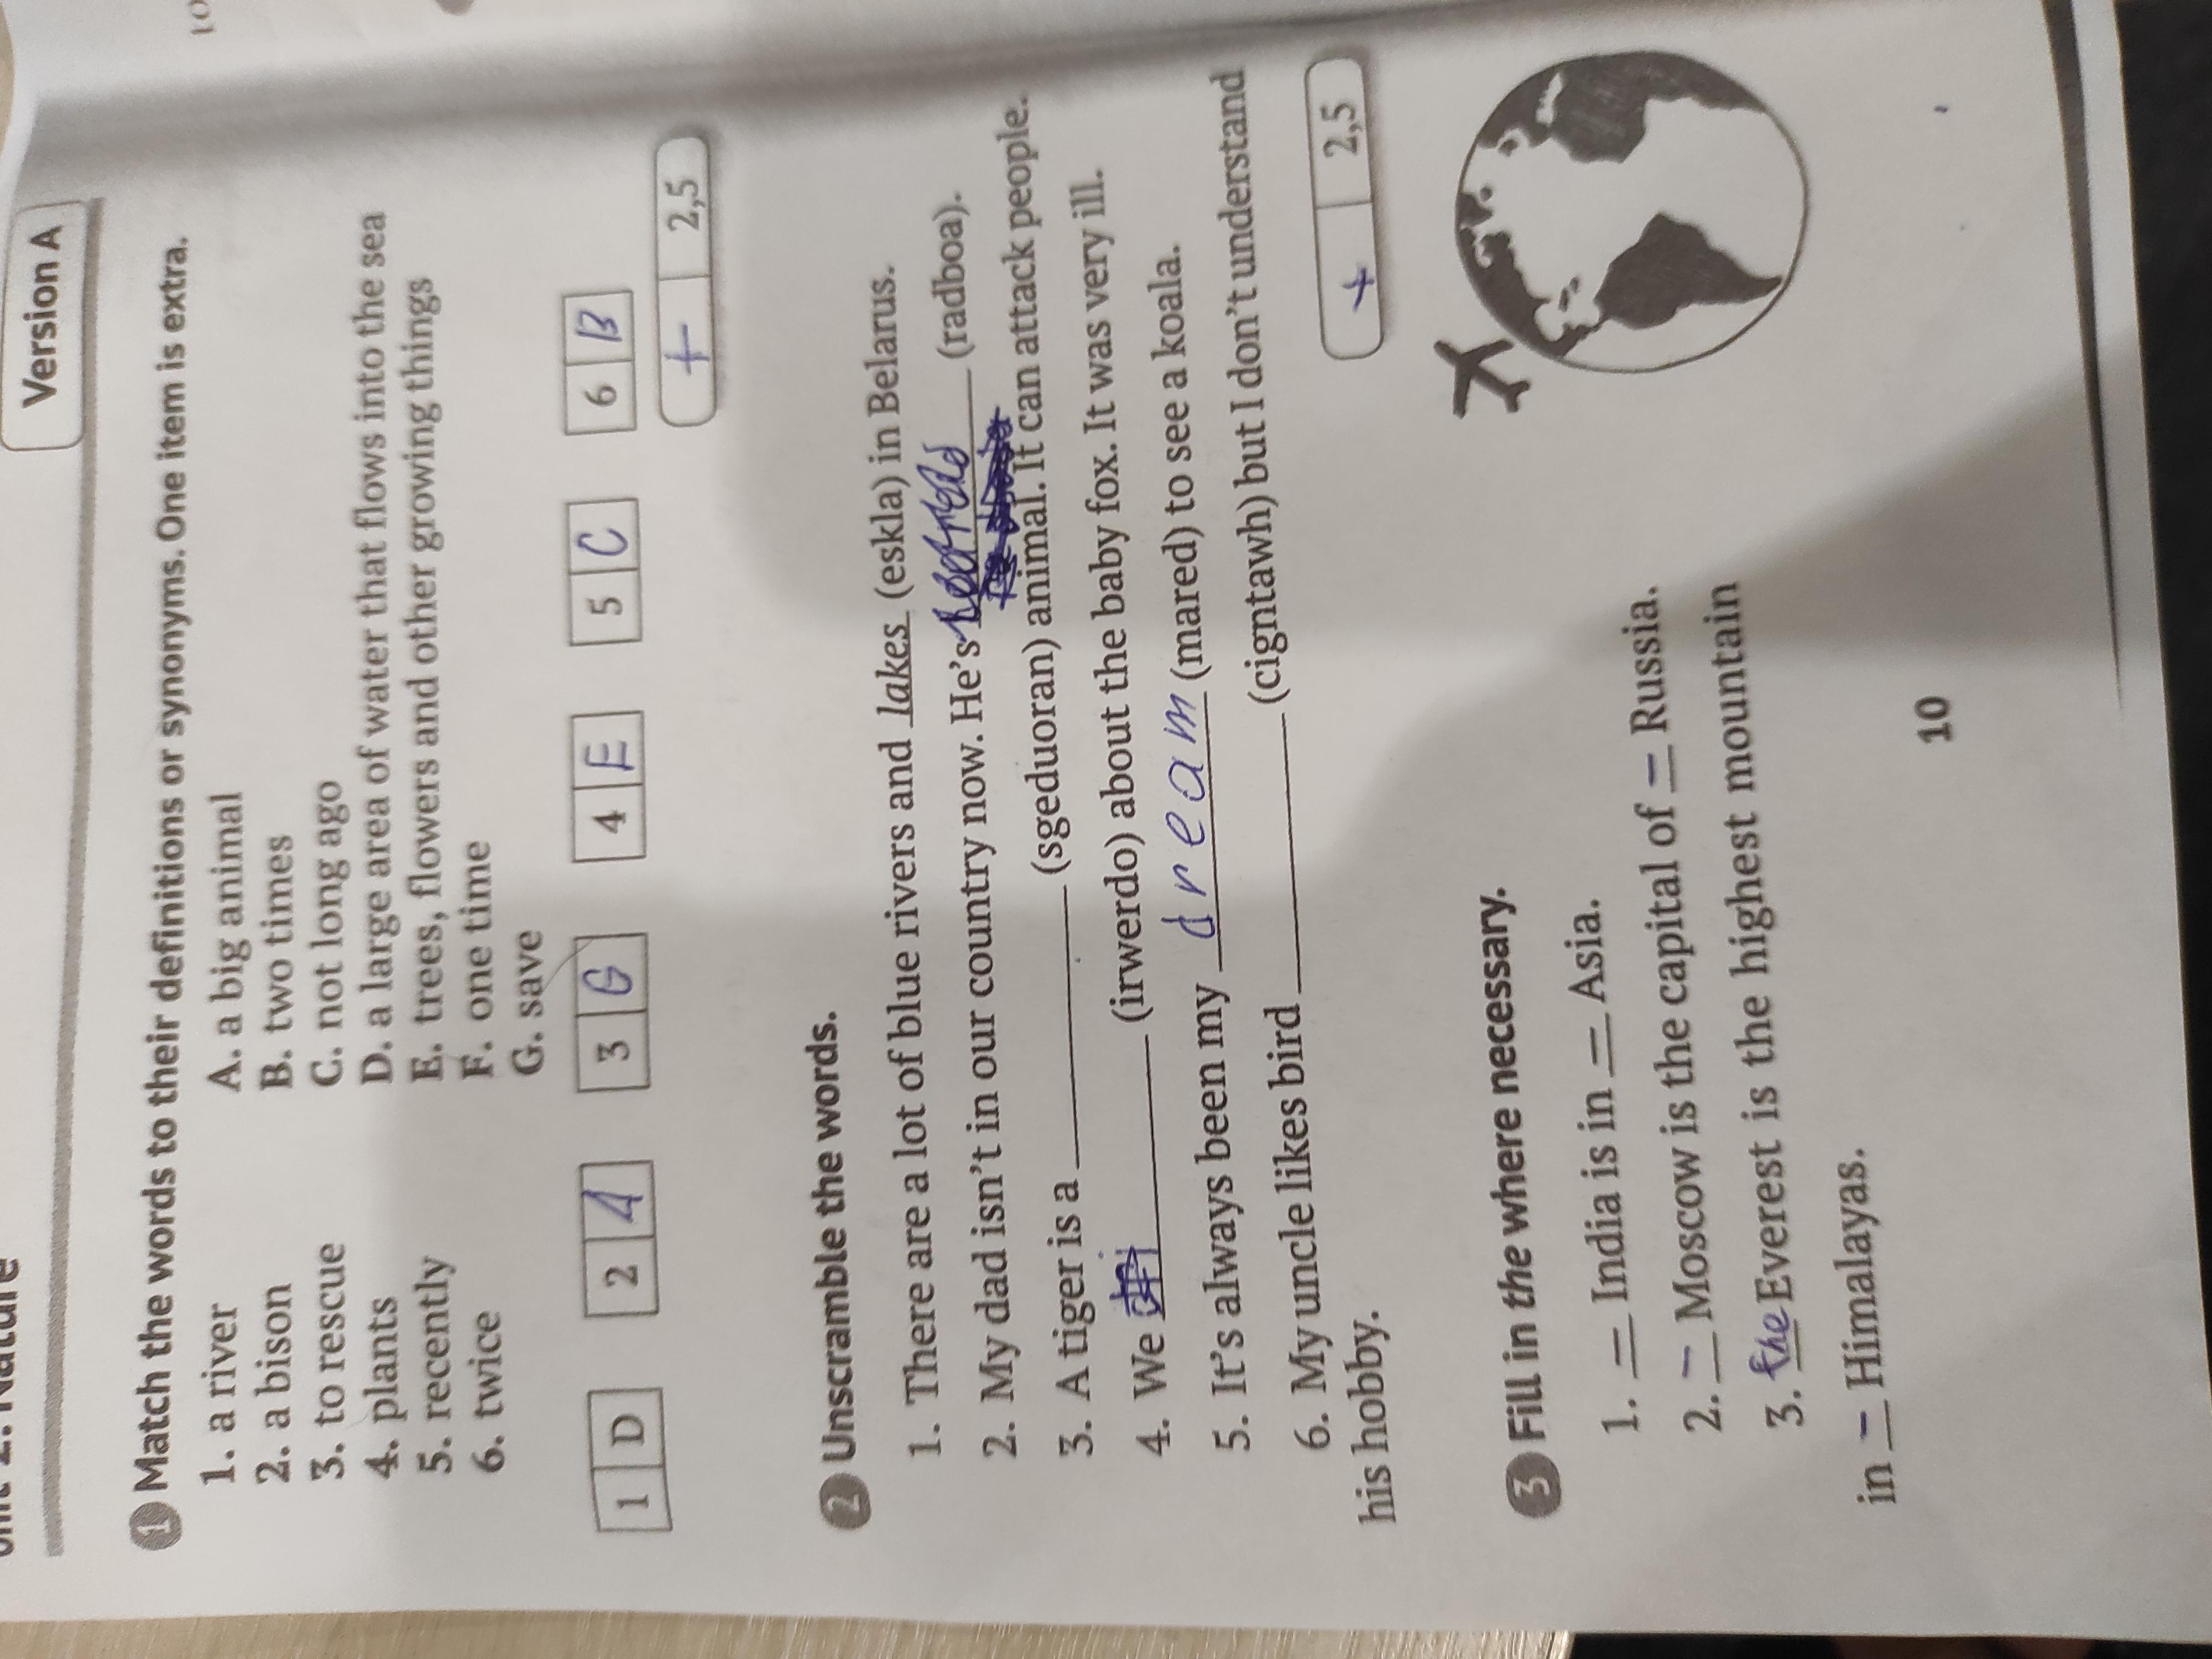 Version A
1 Match the words to their definitions or synonyms. One item is extra.
1. a river
2. a bison
3. to rescue
4. plants
5. recently
6. twice
A. a big animal
B. two times
C. not long ago
D. a large area of water that flows into the sea
E. trees, flowers and other growing things
F. one time
G. save
1 D 2 A 3 G 4 E 5 C 6 B
+ 2,5
2 Unscramble the words.
1. There are a lot of blue rivers and lakes (eskla) in Belarus.
2. My dad isn't in our country now. He's (radboa).
3. A tiger is a (sgeduoran) animal. It can attack people.
4. We (irwerdo) about the baby fox. It was very ill.
5. It's always been my dream (mared) to see a koala.
6. My uncle likes bird (cigntawh) but I don't understand
his hobby.
+ 2,5
3 Fill in the where necessary.
1. – India is in – Asia.
2. – Moscow is the capital of – Russia.
3. the Everest is the highest mountain
in – Himalayas.
10